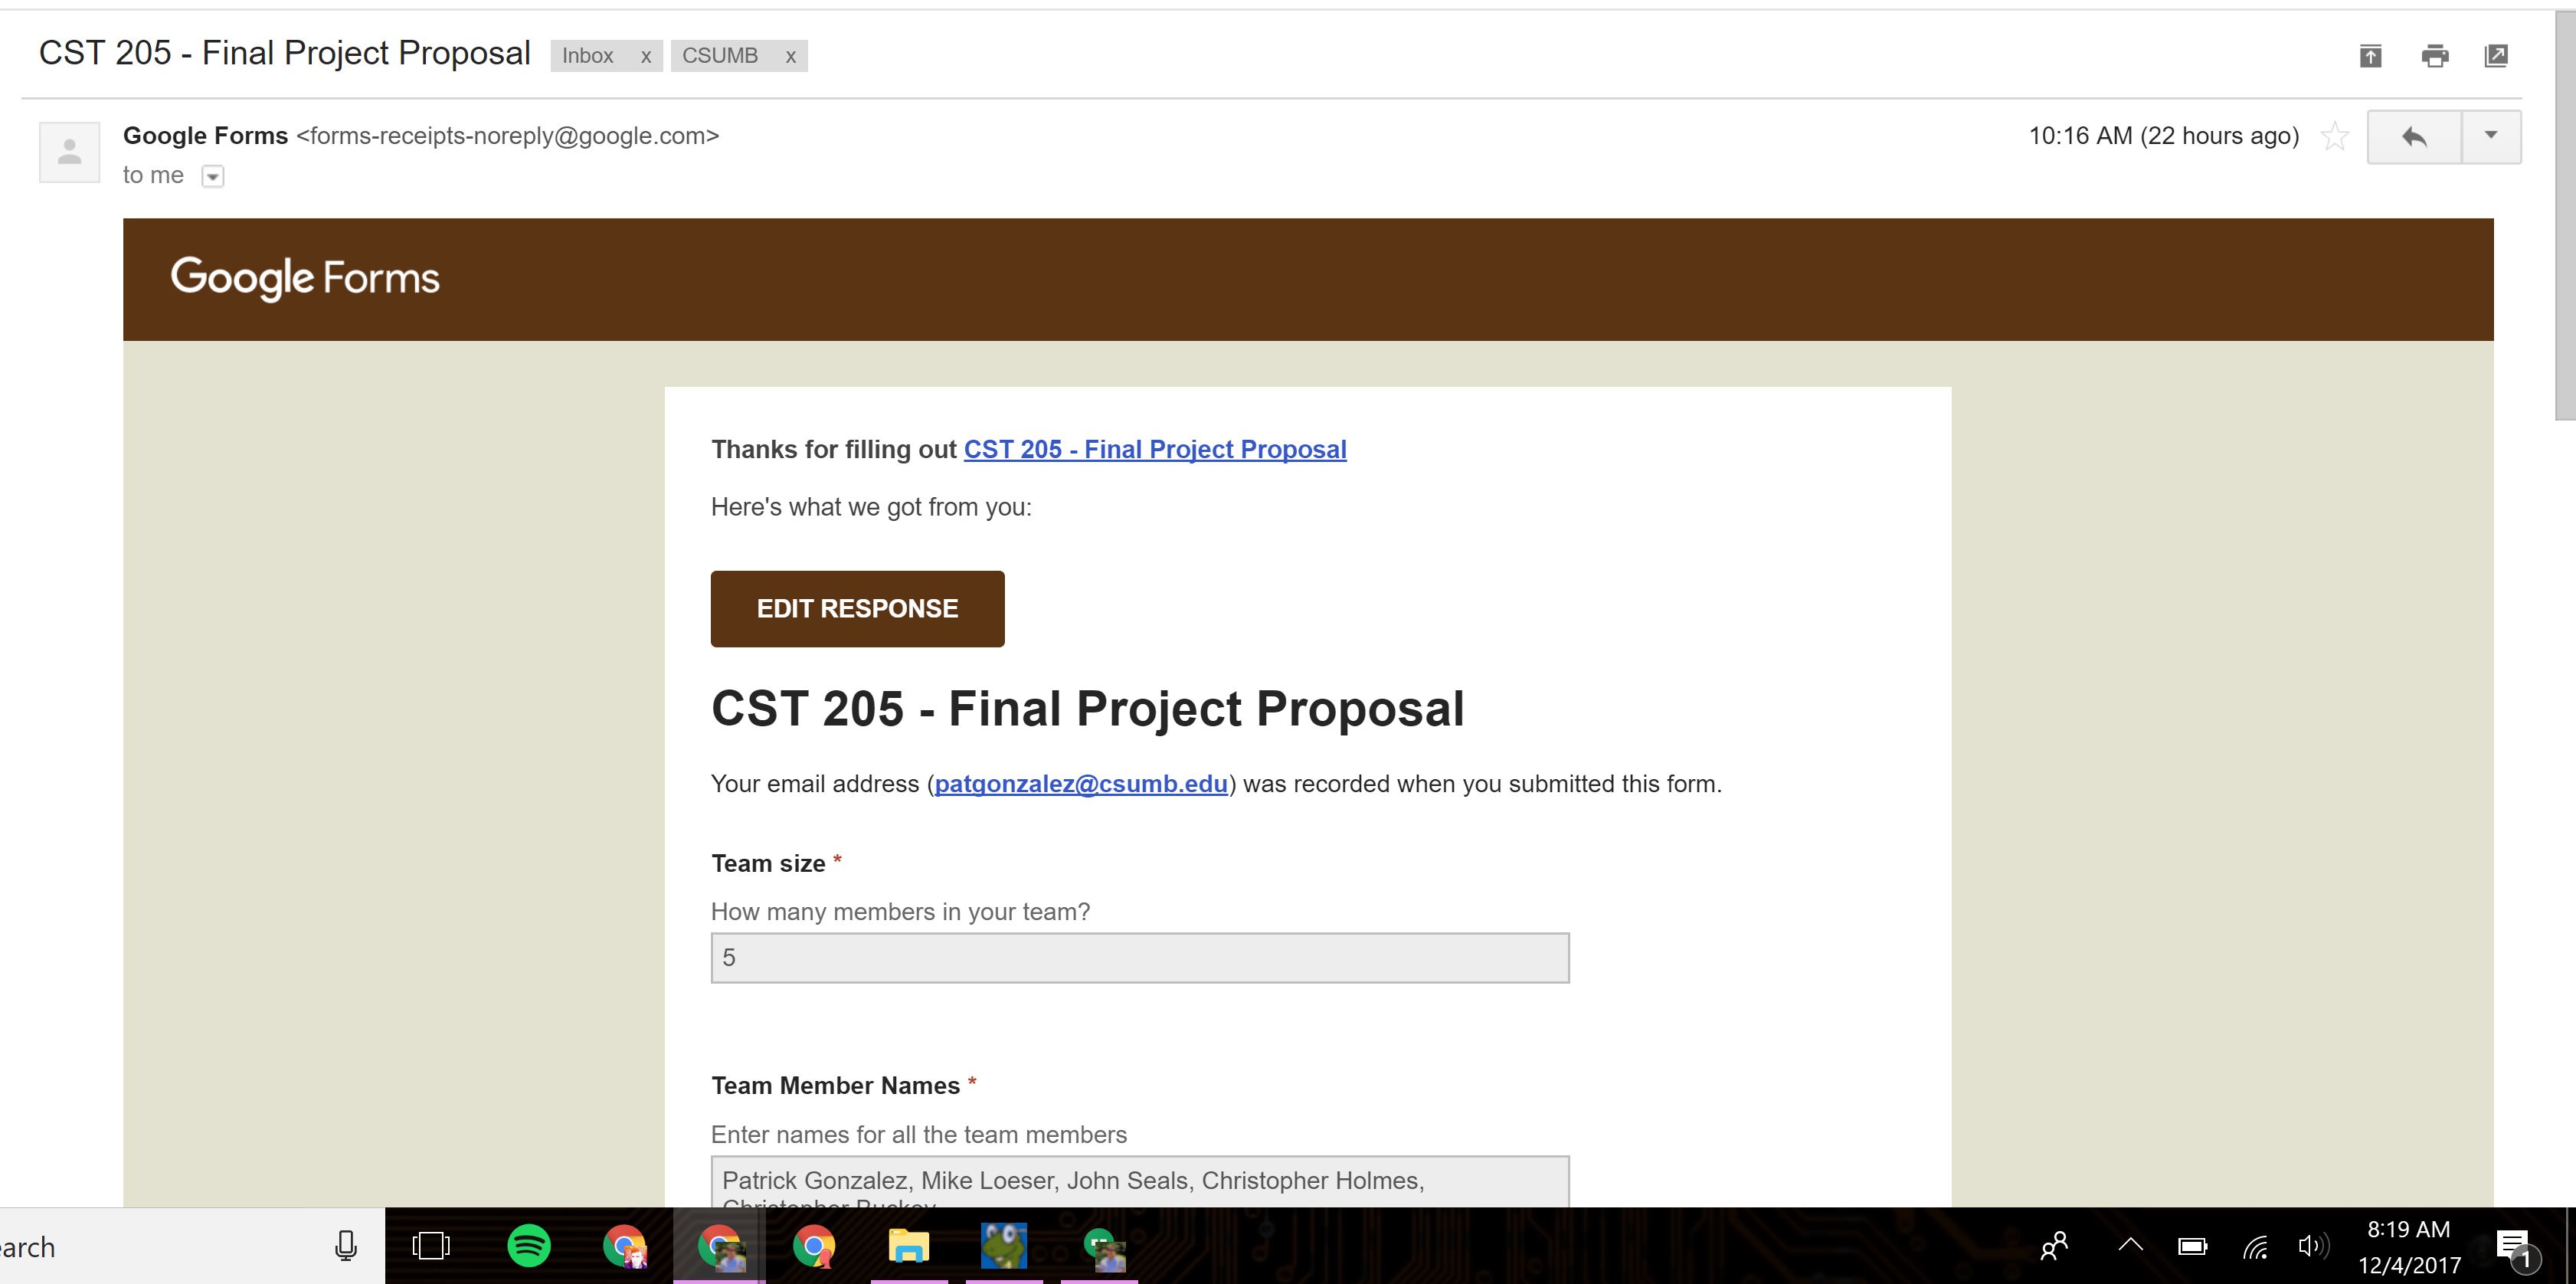 CST 205 - Final Project Proposal Inbox x CSUMB x
Google Forms <forms-receipts-noreply@google.com> 10:16 AM (22 hours ago)
to me
Google Forms
Thanks for filling out CST 205 - Final Project Proposal
Here's what we got from you:
EDIT RESPONSE
CST 205 - Final Project Proposal
Your email address (patgonzalez@csumb.edu) was recorded when you submitted this form.
Team size *
How many members in your team?
5
Team Member Names *
Enter names for all the team members
Patrick Gonzalez, Mike Loeser, John Seals, Christopher Holmes,
Christopher
arch
8:19 AM
12/4/2017
1